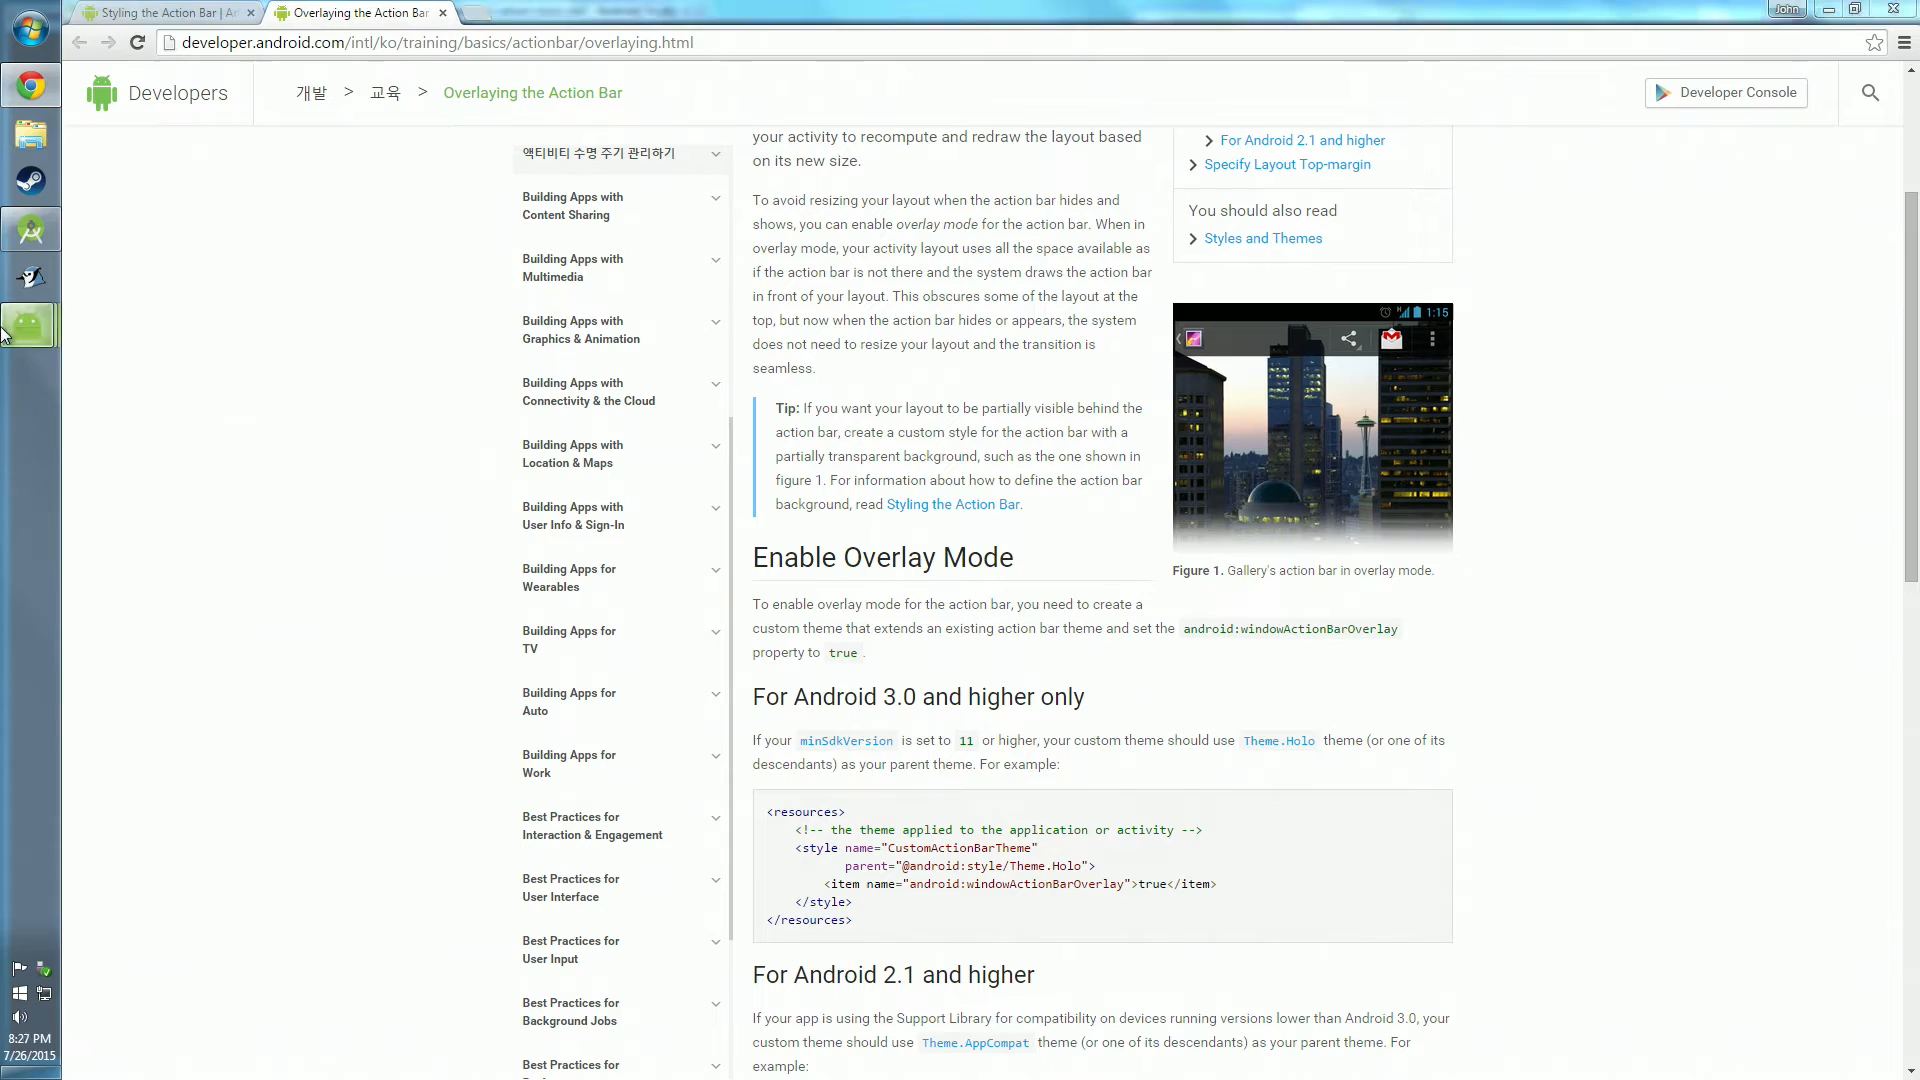 Styling the Action Bar | An
Overlaying the Action Bar
John
developer.android.com/intl/ko/training/basics/actionbar/overlaying.html
Developers
개발 > 교육 > Overlaying the Action Bar
Developer Console
액티비티 수명 주기 관리하기
Building Apps with
Content Sharing
Building Apps with
Multimedia
Building Apps with
Graphics & Animation
Building Apps with
Connectivity & the Cloud
Building Apps with
Location & Maps
Building Apps with
User Info & Sign-In
Building Apps for
Wearables
Building Apps for
TV
Building Apps for
Auto
Building Apps for
Work
Best Practices for
Interaction & Engagement
Best Practices for
User Interface
Best Practices for
User Input
Best Practices for
Background Jobs
Best Practices for
your activity to recompute and redraw the layout based
on its new size.
To avoid resizing your layout when the action bar hides and
shows, you can enable overlay mode for the action bar. When in
overlay mode, your activity layout uses all the space available as
if the action bar is not there and the system draws the action bar
in front of your layout. This obscures some of the layout at the
top, but now when the action bar hides or appears, the system
does not need to resize your layout and the transition is
seamless.
Tip: If you want your layout to be partially visible behind the
action bar, create a custom style for the action bar with a
partially transparent background, such as the one shown in
figure 1. For information about how to define the action bar
background, read Styling the Action Bar.
For Android 2.1 and higher
Specify Layout Top-margin
You should also read
Styles and Themes
1:15
Figure 1. Gallery's action bar in overlay mode.
Enable Overlay Mode
To enable overlay mode for the action bar, you need to create a
custom theme that extends an existing action bar theme and set the android:windowActionBarOverlay
property to true.
For Android 3.0 and higher only
If your minSdkVersion is set to 11 or higher, your custom theme should use Theme.Holo theme (or one of its
descendants) as your parent theme. For example:
<resources>
<!-- the theme applied to the application or activity -->
<style name="CustomActionBarTheme"
parent="@android:style/Theme.Holo">
<item name="android:windowActionBarOverlay">true</item>
</style>
</resources>
For Android 2.1 and higher
If your app is using the Support Library for compatibility on devices running versions lower than Android 3.0, your
custom theme should use Theme.AppCompat theme (or one of its descendants) as your parent theme. For
example:
8:27 PM
7/26/2015